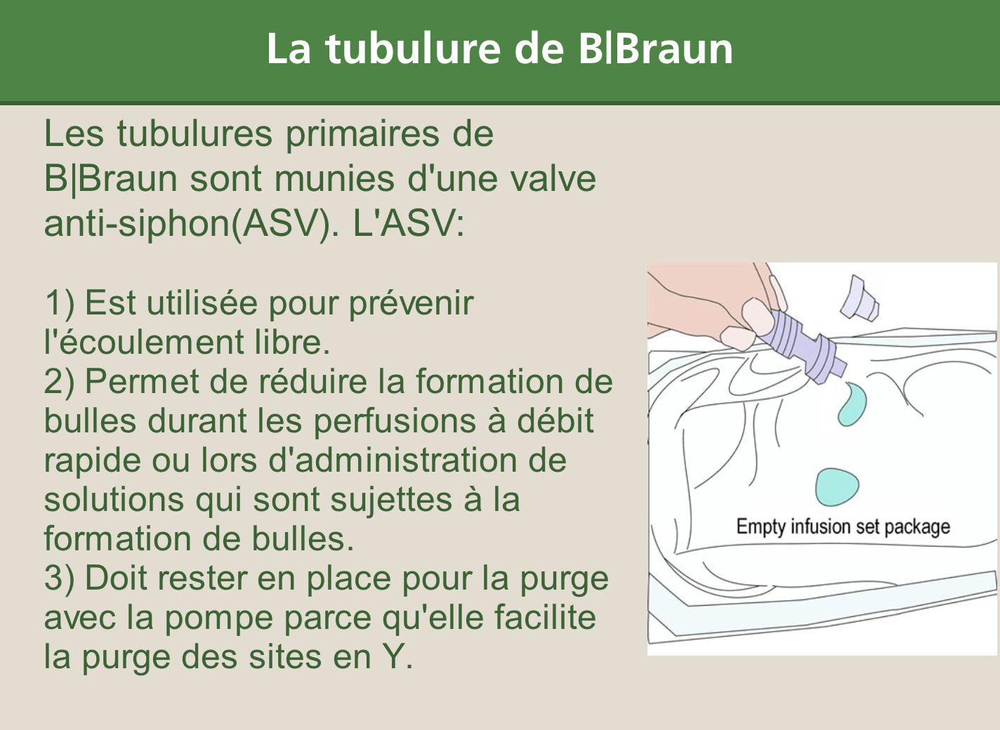 La tubulure de B|Braun
Les tubulures primaires de
B|Braun sont munies d'une valve
anti-siphon(ASV). L'ASV:
1) Est utilisée pour prévenir
l'écoulement libre.
2) Permet de réduire la formation de
bulles durant les perfusions à débit
rapide ou lors d'administration de
solutions qui sont sujettes à la
formation de bulles.
3) Doit rester en place pour la purge
avec la pompe parce qu'elle facilite
la purge des sites en Y.
Empty infusion set package